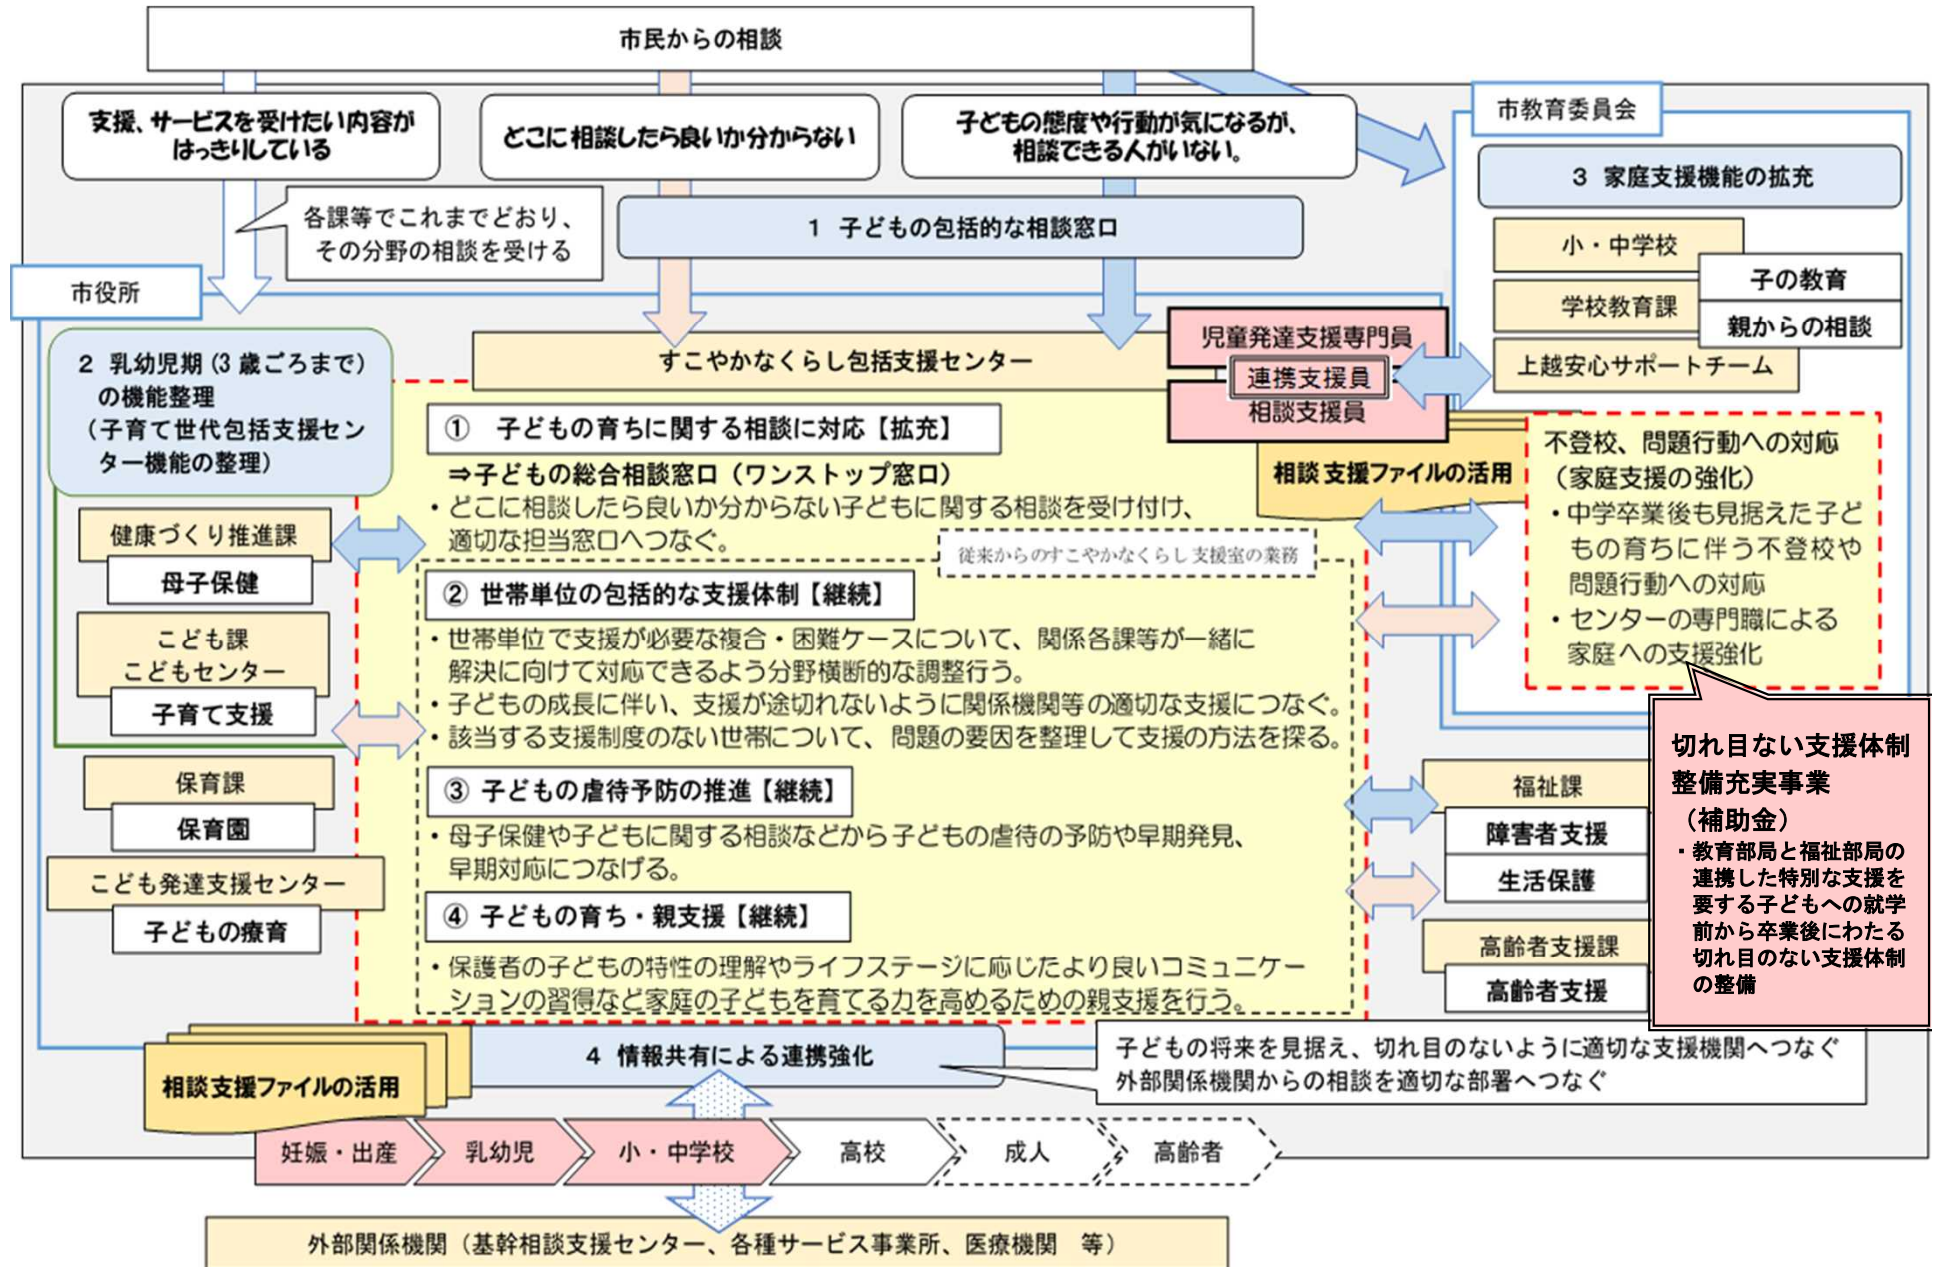 市民からの相談
支援、サービスを受けたい内容が
はっきりしている
どこに相談したら良いか分からない
子どもの態度や行動が気になるが、
相談できる人がいない。
市教育委員会
3 家庭支援機能の拡充
各課等でこれまでどおり、
その分野の相談を受ける
1 子どもの包括的な相談窓口
小・中学校
子の教育
学校教育課
親からの相談
上越安心サポートチーム
市役所
2 乳幼児期(3歳ごろまで)
の機能整理
(子育て世代包括支援セン
ター機能の整理)
すこやかなくらし包括支援センター
児童発達支援専門員
連携支援員
相談支援員
① 子どもの育ちに関する相談に対応【拡充】
⇒子どもの総合相談窓口(ワンストップ窓口)
・どこに相談したら良いか分からない子どもに関する相談を受け付け、
適切な担当窓口へつなぐ。
従来からのすこやかなくらし支援室の業務
相談支援ファイルの活用
不登校、問題行動への対応
(家庭支援の強化)
・中学卒業後も見据えた子ど
もの育ちに伴う不登校や
問題行動への対応
・センターの専門職による
家庭への支援強化
健康づくり推進課
母子保健
こども課
こどもセンター
子育て支援
保育課
保育園
こども発達支援センター
子どもの療育
② 世帯単位の包括的な支援体制【継続】
・世帯単位で支援が必要な複合・困難ケースについて、関係各課等が一緒に
解決に向けて対応できるよう分野横断的な調整行う。
・子どもの成長に伴い、支援が途切れないように関係機関等の適切な支援につなぐ。
・該当する支援制度のない世帯について、問題の要因を整理して支援の方法を探る。
③ 子どもの虐待予防の推進【継続】
・母子保健や子どもに関する相談などから子どもの虐待の予防や早期発見、
早期対応につなげる。
④ 子どもの育ち・親支援【継続】
・保護者の子どもの特性の理解やライフステージに応じたより良いコミュニケー
ションの習得など家庭の子どもを育てる力を高めるための親支援を行う。
福祉課
障害者支援
生活保護
高齢者支援課
高齢者支援
切れ目ない支援体制
整備充実事業
(補助金)
・教育部局と福祉部局の
連携した特別な支援を
要する子どもへの就学
前から卒業後にわたる
切れ目のない支援体制
の整備
4 情報共有による連携強化
子どもの将来を見据え、切れ目のないように適切な支援機関へつなぐ
外部関係機関からの相談を適切な部署へつなぐ
相談支援ファイルの活用
妊娠・出産
乳幼児
小・中学校
高校
成人
高齢者
外部関係機関(基幹相談支援センター、各種サービス事業所、医療機関 等)